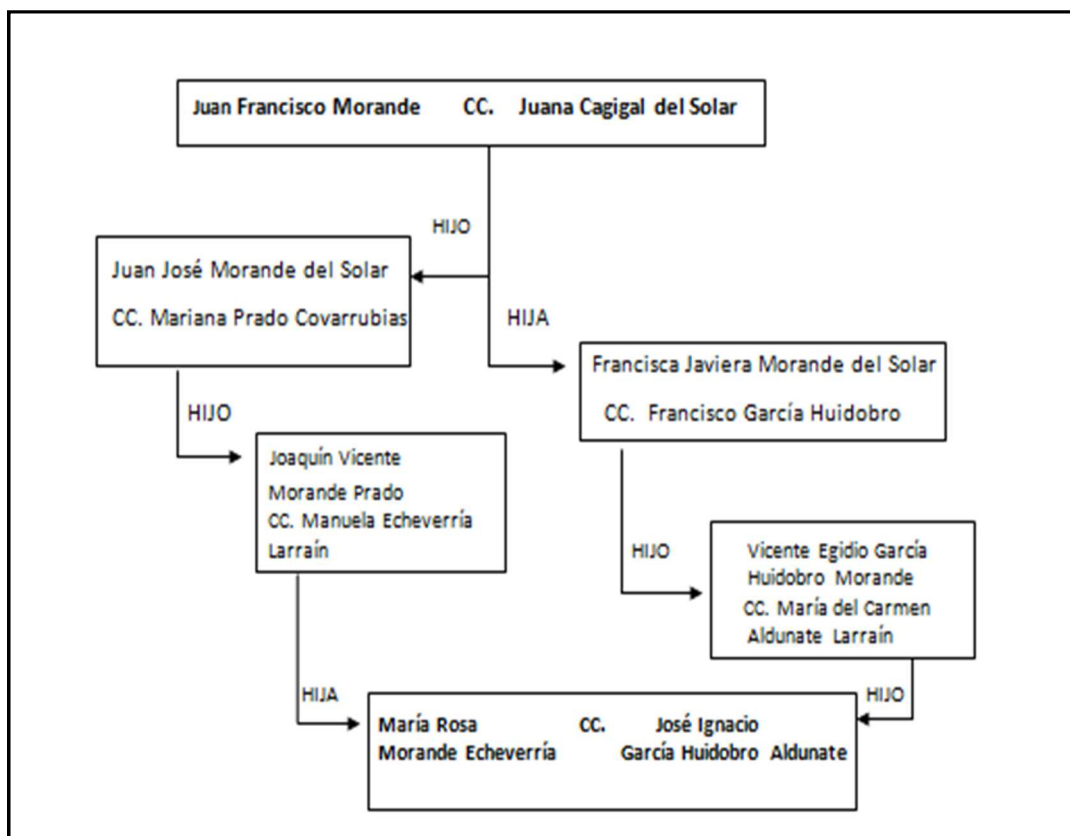 Juan Francisco Morande CC. Juana Cagigal del Solar
HIJO
Juan José Morande del Solar
CC. Mariana Prado Covarrubias
HIJA
Francisca Javiera Morande del Solar
CC. Francisco García Huidobro
HIJO
Joaquín Vicente
Morande Prado
CC. Manuela Echeverría
Larraín
HIJO
Vicente Egidio García
Huidobro Morande
CC. María del Carmen
Aldunate Larraín
HIJA
HIJO
María Rosa CC. José Ignacio
Morande Echeverría García Huidobro Aldunate